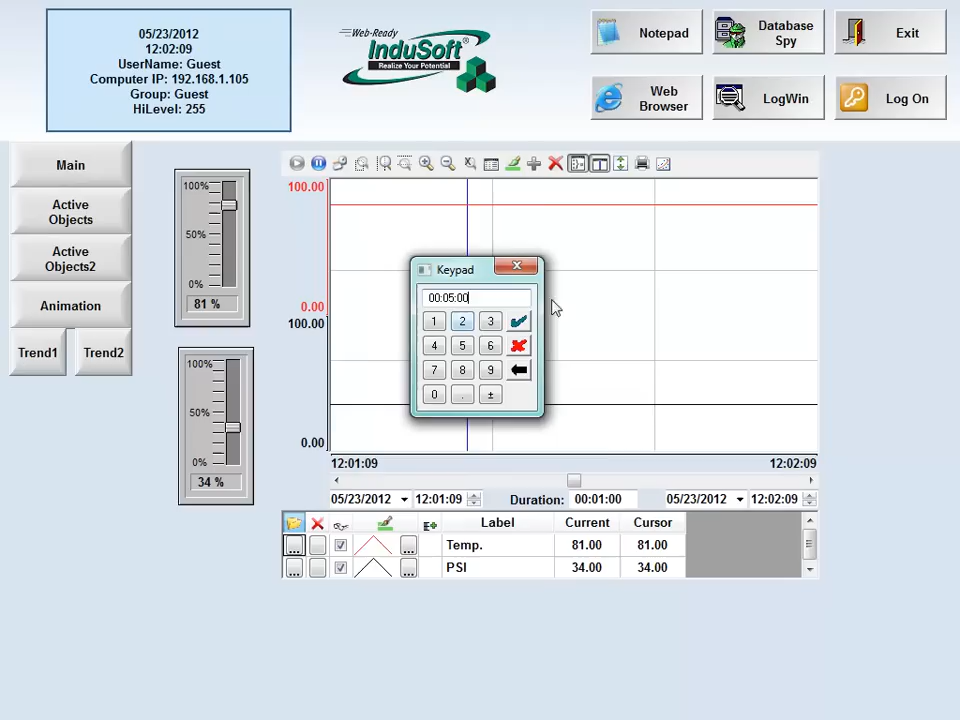 05/23/2012
12:02:09
UserName: Guest
Computer IP: 192.168.1.105
Group: Guest
HiLevel: 255
Web-Ready
InduSoft®
Realize Your Potential
Notepad
Database
Spy
Exit
Web
Browser
LogWin
Log On
Main
Active
Objects
Active
Objects2
Animation
Trend1
Trend2
100%
50%
0%
81 %
100%
50%
0%
34 %
100.00
0.00
100.00
0.00
Keypad
00:05:00
1 2 3
4 5 6
7 8 9
0 . ±
12:01:09 12:02:09
05/23/2012 12:01:09 Duration: 00:01:00 05/23/2012 12:02:09
Label Current Cursor
... ... Temp. 81.00 81.00
... ... PSI 34.00 34.00